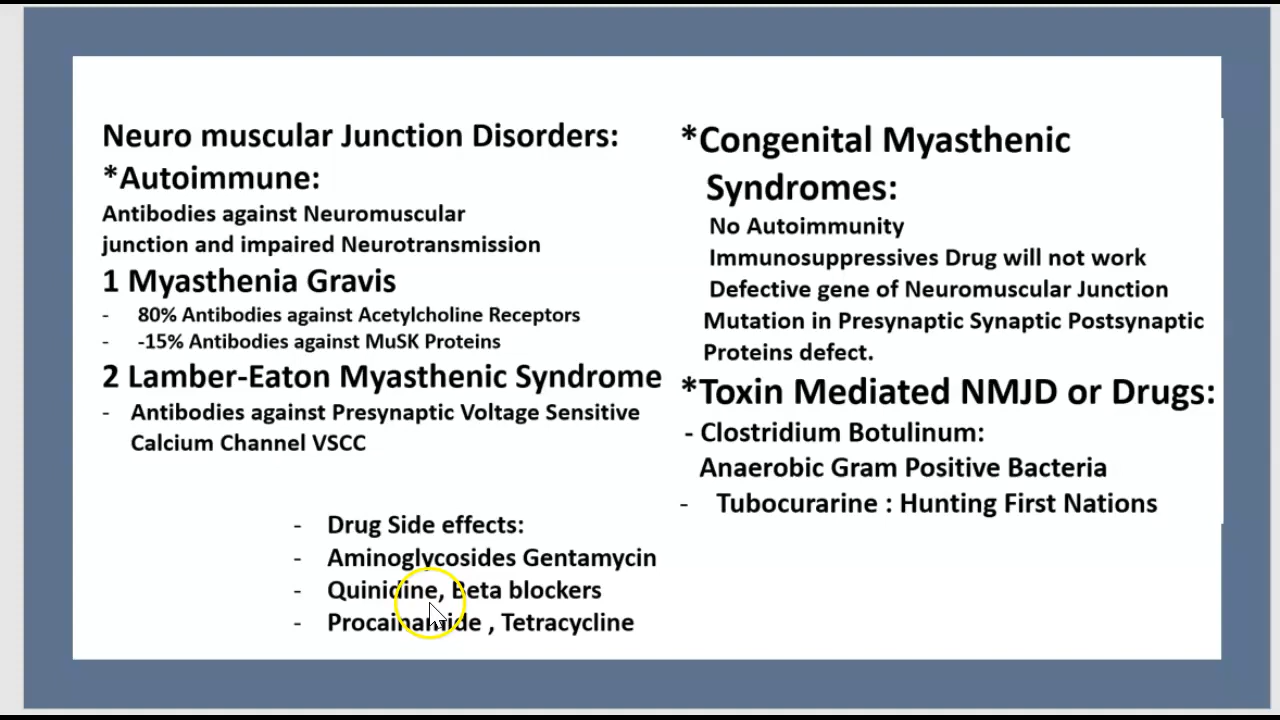 Neuro muscular Junction Disorders:
*Autoimmune:
Antibodies against Neuromuscular
junction and impaired Neurotransmission
1 Myasthenia Gravis
- 80% Antibodies against Acetylcholine Receptors
- -15% Antibodies against MuSK Proteins
2 Lamber-Eaton Myasthenic Syndrome
- Antibodies against Presynaptic Voltage Sensitive
Calcium Channel VSCC
- Drug Side effects:
- Aminoglycosides Gentamycin
- Quinidine, Beta blockers
- Procainamide , Tetracycline
*Congenital Myasthenic
Syndromes:
No Autoimmunity
Immunosuppressives Drug will not work
Defective gene of Neuromuscular Junction
Mutation in Presynaptic Synaptic Postsynaptic
Proteins defect.
*Toxin Mediated NMJD or Drugs:
- Clostridium Botulinum:
Anaerobic Gram Positive Bacteria
- Tubocurarine : Hunting First Nations